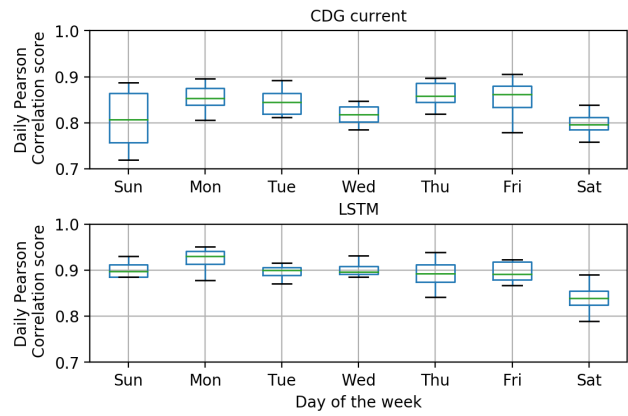 CDG current
Daily Pearson
Correlation score
1.0
0.9
0.8
0.7
Sun Mon Tue Wed Thu Fri Sat
LSTM
Daily Pearson
Correlation score
1.0
0.9
0.8
0.7
Sun Mon Tue Wed Thu Fri Sat
Day of the week